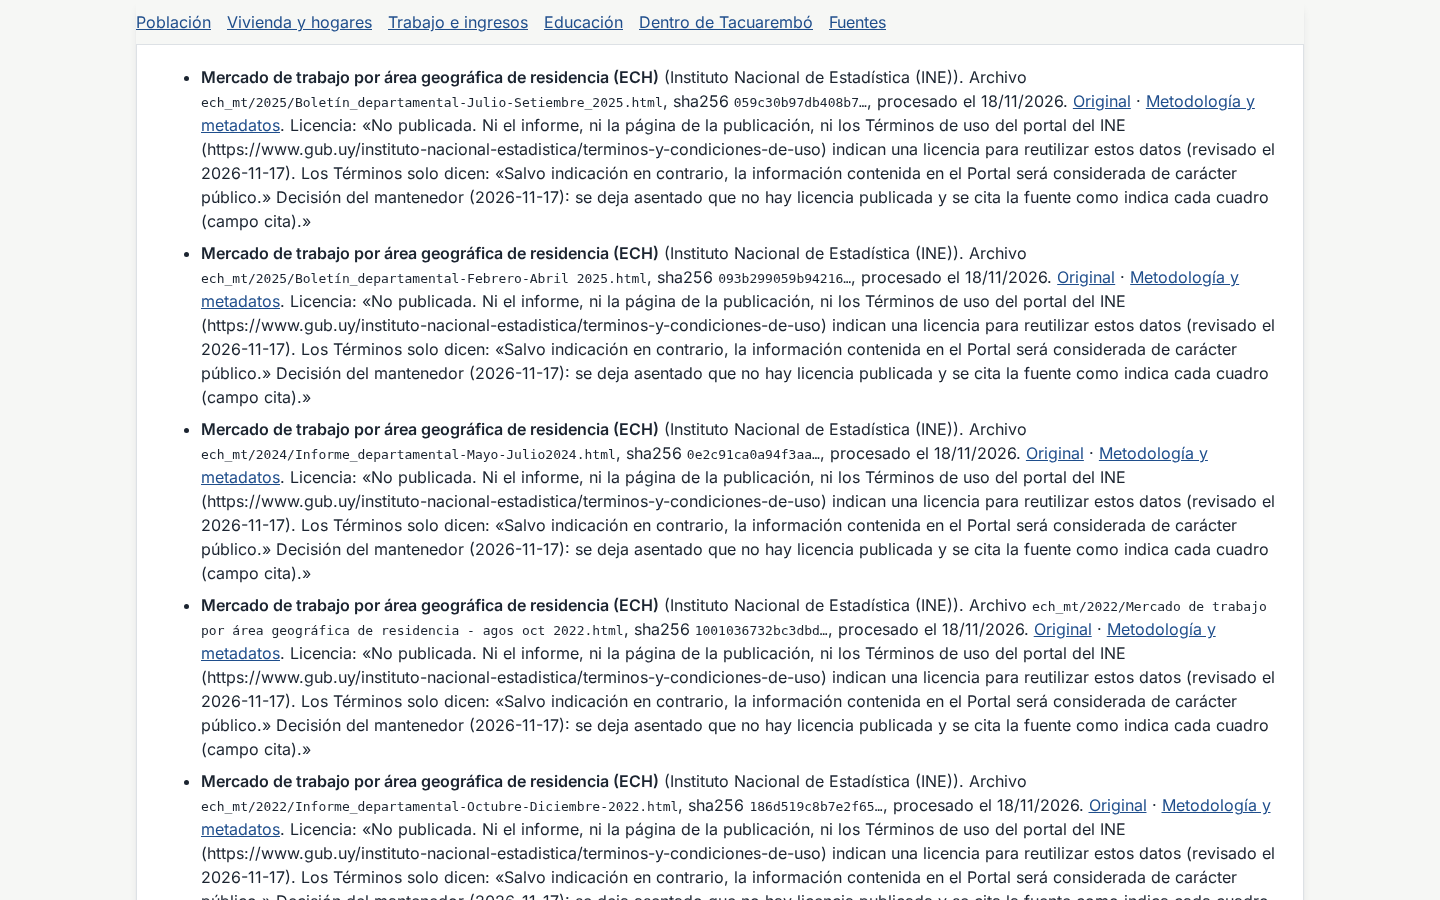 Población Vivienda y hogares Trabajo e ingresos Educación Dentro de Tacuarembó Fuentes
Mercado de trabajo por área geográfica de residencia (ECH) (Instituto Nacional de Estadística (INE)). Archivo
ech_mt/2025/Boletín_departamental-Julio-Setiembre_2025.html, sha256 059c30b97db408b7…, procesado el 18/11/2026. Original · Metodología y
metadatos. Licencia: «No publicada. Ni el informe, ni la página de la publicación, ni los Términos de uso del portal del INE
(https://www.gub.uy/instituto-nacional-estadistica/terminos-y-condiciones-de-uso) indican una licencia para reutilizar estos datos (revisado el
2026-11-17). Los Términos solo dicen: «Salvo indicación en contrario, la información contenida en el Portal será considerada de carácter
público.» Decisión del mantenedor (2026-11-17): se deja asentado que no hay licencia publicada y se cita la fuente como indica cada cuadro
(campo cita).»
Mercado de trabajo por área geográfica de residencia (ECH) (Instituto Nacional de Estadística (INE)). Archivo
ech_mt/2025/Boletín_departamental-Febrero-Abril 2025.html, sha256 093b299059b94216…, procesado el 18/11/2026. Original · Metodología y
metadatos. Licencia: «No publicada. Ni el informe, ni la página de la publicación, ni los Términos de uso del portal del INE
(https://www.gub.uy/instituto-nacional-estadistica/terminos-y-condiciones-de-uso) indican una licencia para reutilizar estos datos (revisado el
2026-11-17). Los Términos solo dicen: «Salvo indicación en contrario, la información contenida en el Portal será considerada de carácter
público.» Decisión del mantenedor (2026-11-17): se deja asentado que no hay licencia publicada y se cita la fuente como indica cada cuadro
(campo cita).»
Mercado de trabajo por área geográfica de residencia (ECH) (Instituto Nacional de Estadística (INE)). Archivo
ech_mt/2024/Informe_departamental-Mayo-Julio2024.html, sha256 0e2c91ca0a94f3aa…, procesado el 18/11/2026. Original · Metodología y
metadatos. Licencia: «No publicada. Ni el informe, ni la página de la publicación, ni los Términos de uso del portal del INE
(https://www.gub.uy/instituto-nacional-estadistica/terminos-y-condiciones-de-uso) indican una licencia para reutilizar estos datos (revisado el
2026-11-17). Los Términos solo dicen: «Salvo indicación en contrario, la información contenida en el Portal será considerada de carácter
público.» Decisión del mantenedor (2026-11-17): se deja asentado que no hay licencia publicada y se cita la fuente como indica cada cuadro
(campo cita).»
Mercado de trabajo por área geográfica de residencia (ECH) (Instituto Nacional de Estadística (INE)). Archivo ech_mt/2022/Mercado de trabajo
por área geográfica de residencia - agos oct 2022.html, sha256 1001036732bc3dbd…, procesado el 18/11/2026. Original · Metodología y
metadatos. Licencia: «No publicada. Ni el informe, ni la página de la publicación, ni los Términos de uso del portal del INE
(https://www.gub.uy/instituto-nacional-estadistica/terminos-y-condiciones-de-uso) indican una licencia para reutilizar estos datos (revisado el
2026-11-17). Los Términos solo dicen: «Salvo indicación en contrario, la información contenida en el Portal será considerada de carácter
público.» Decisión del mantenedor (2026-11-17): se deja asentado que no hay licencia publicada y se cita la fuente como indica cada cuadro
(campo cita).»
Mercado de trabajo por área geográfica de residencia (ECH) (Instituto Nacional de Estadística (INE)). Archivo
ech_mt/2022/Informe_departamental-Octubre-Diciembre-2022.html, sha256 186d519c8b7e2f65…, procesado el 18/11/2026. Original · Metodología y
metadatos. Licencia: «No publicada. Ni el informe, ni la página de la publicación, ni los Términos de uso del portal del INE
(https://www.gub.uy/instituto-nacional-estadistica/terminos-y-condiciones-de-uso) indican una licencia para reutilizar estos datos (revisado el
2026-11-17). Los Términos solo dicen: «Salvo indicación en contrario, la información contenida en el Portal será considerada de carácter
público.» Decisión del mantenedor (2026-11-17): se deja asentado que no hay licencia publicada y se cita la fuente como indica cada cuadro